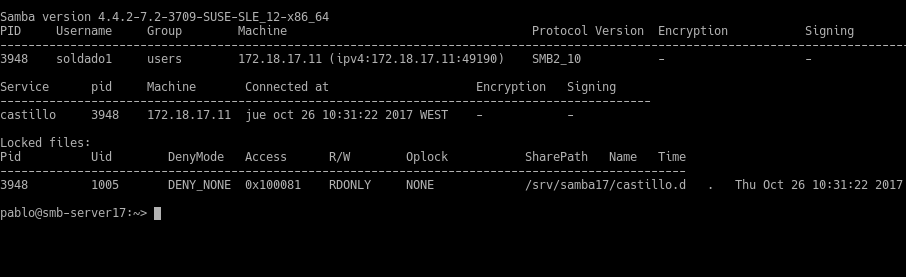 Samba version 4.4.2-7.2-3709-SUSE-SLE_12-x86_64
PID     Username     Group        Machine                                   Protocol Version  Encryption           Signing
----------------------------------------------------------------------------------------------------------------------------------
3948    soldado1     users        172.18.17.11 (ipv4:172.18.17.11:49190)    SMB2_10           -                    -
Service      pid     Machine       Connected at                     Encryption   Signing
---------------------------------------------------------------------------------------------
castillo     3948    172.18.17.11  jue oct 26 10:31:22 2017 WEST    -            -
Locked files:
Pid          Uid        DenyMode   Access      R/W        Oplock           SharePath   Name   Time
--------------------------------------------------------------------------------------------------
3948         1005       DENY_NONE  0x100081    RDONLY     NONE             /srv/samba17/castillo.d   .   Thu Oct 26 10:31:22 2017
pablo@smb-server17:~>